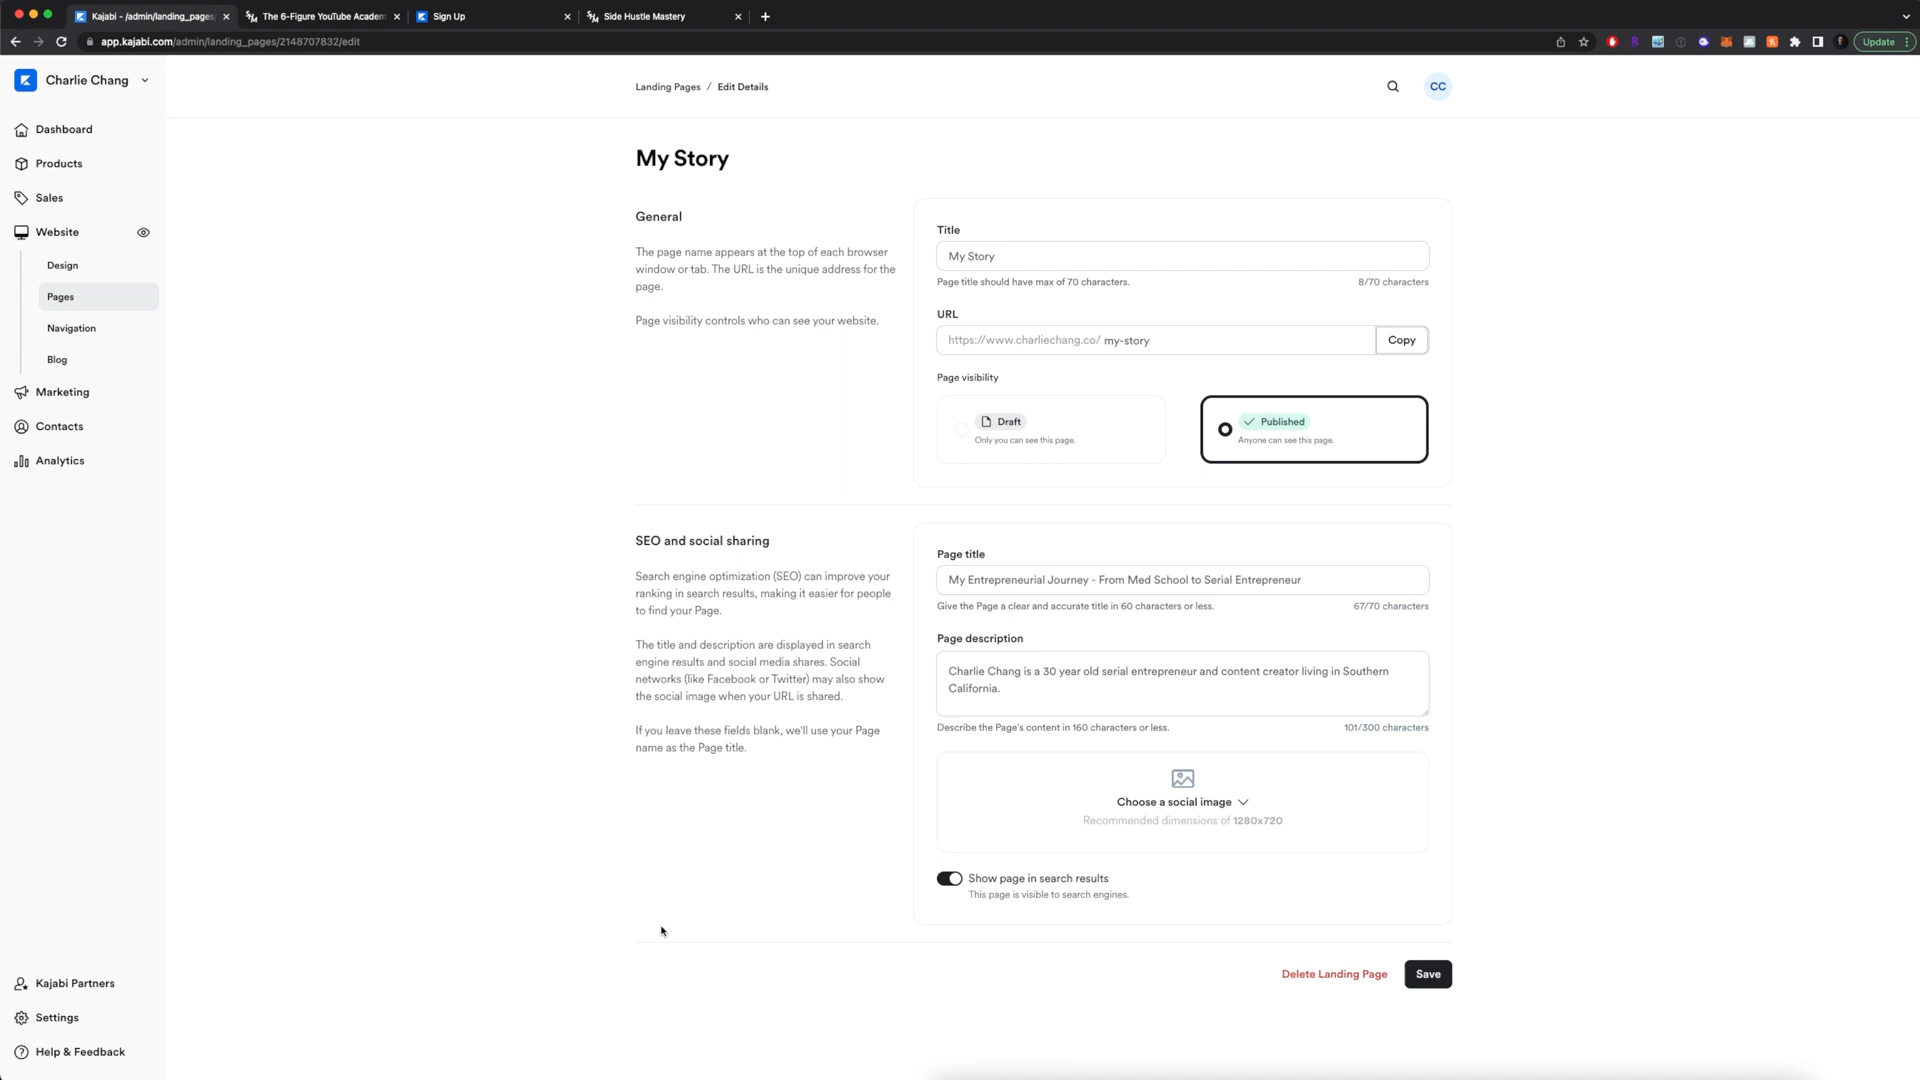 Kajabi - /admin/landing_pages/
The 6-Figure YouTube Academ
Sign Up
Side Hustle Mastery
app.kajabi.com/admin/landing_pages/2148707832/edit
Update
Charlie Chang
Landing Pages / Edit Details
CC
Dashboard
Products
Sales
Website
Design
Pages
Navigation
Blog
Marketing
Contacts
Analytics
Kajabi Partners
Settings
Help & Feedback
My Story
General
The page name appears at the top of each browser
window or tab. The URL is the unique address for the
page.
Page visibility controls who can see your website.
Title
My Story
Page title should have max of 70 characters.
8/70 characters
URL
https://www.charliechang.co/ my-story
Copy
Page visibility
Draft
Only you can see this page.
Published
Anyone can see this page.
SEO and social sharing
Search engine optimization (SEO) can improve your
ranking in search results, making it easier for people
to find your Page.
The title and description are displayed in search
engine results and social media shares. Social
networks (like Facebook or Twitter) may also show
the social image when your URL is shared.
If you leave these fields blank, we'll use your Page
name as the Page title.
Page title
My Entrepreneurial Journey - From Med School to Serial Entrepreneur
Give the Page a clear and accurate title in 60 characters or less.
67/70 characters
Page description
Charlie Chang is a 30 year old serial entrepreneur and content creator living in Southern
California.
Describe the Page's content in 160 characters or less.
101/300 characters
Choose a social image
Recommended dimensions of 1280x720
Show page in search results
This page is visible to search engines.
Delete Landing Page
Save